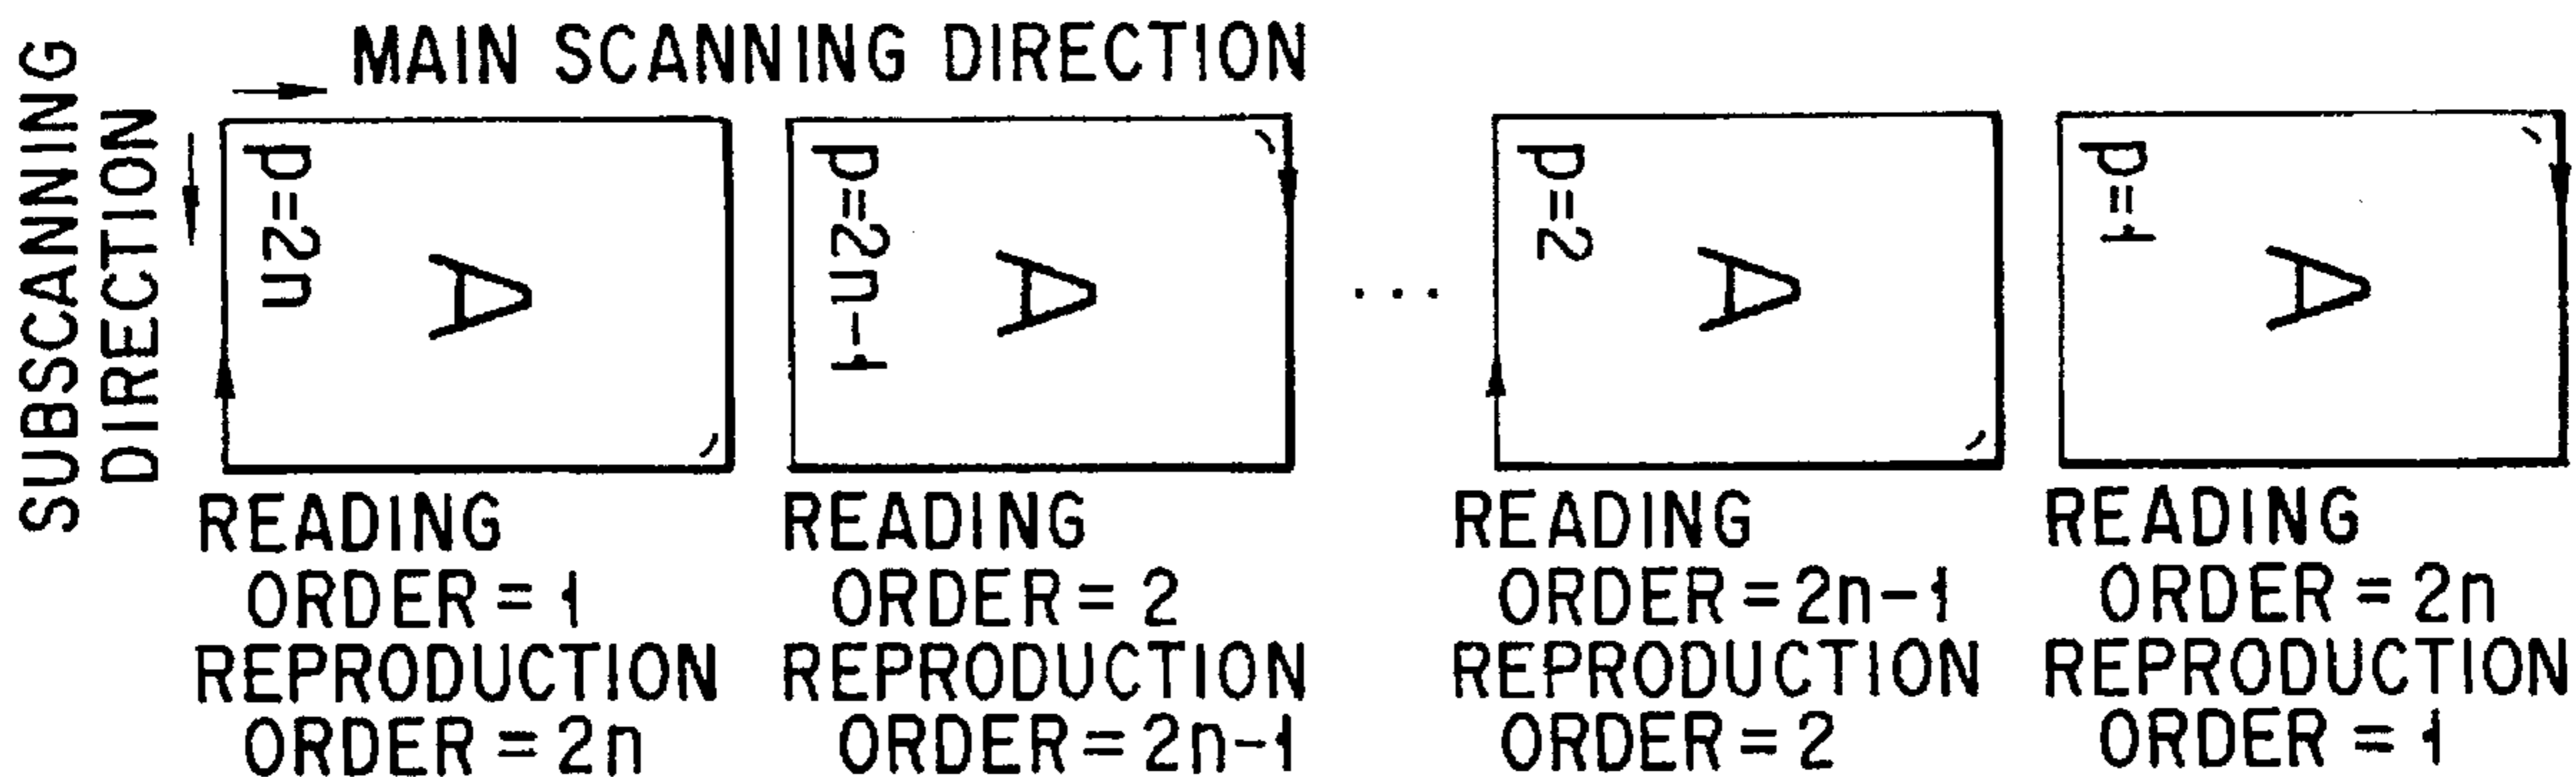 SUBSCANNING
DIRECTION
MAIN SCANNING DIRECTION
p=2n
A
p=2n-1
A
...
p=2
A
p=1
A
READING
ORDER = 1
REPRODUCTION
ORDER = 2n
READING
ORDER = 2
REPRODUCTION
ORDER = 2n-1
READING
ORDER = 2n-1
REPRODUCTION
ORDER = 2
READING
ORDER = 2n
REPRODUCTION
ORDER = 1